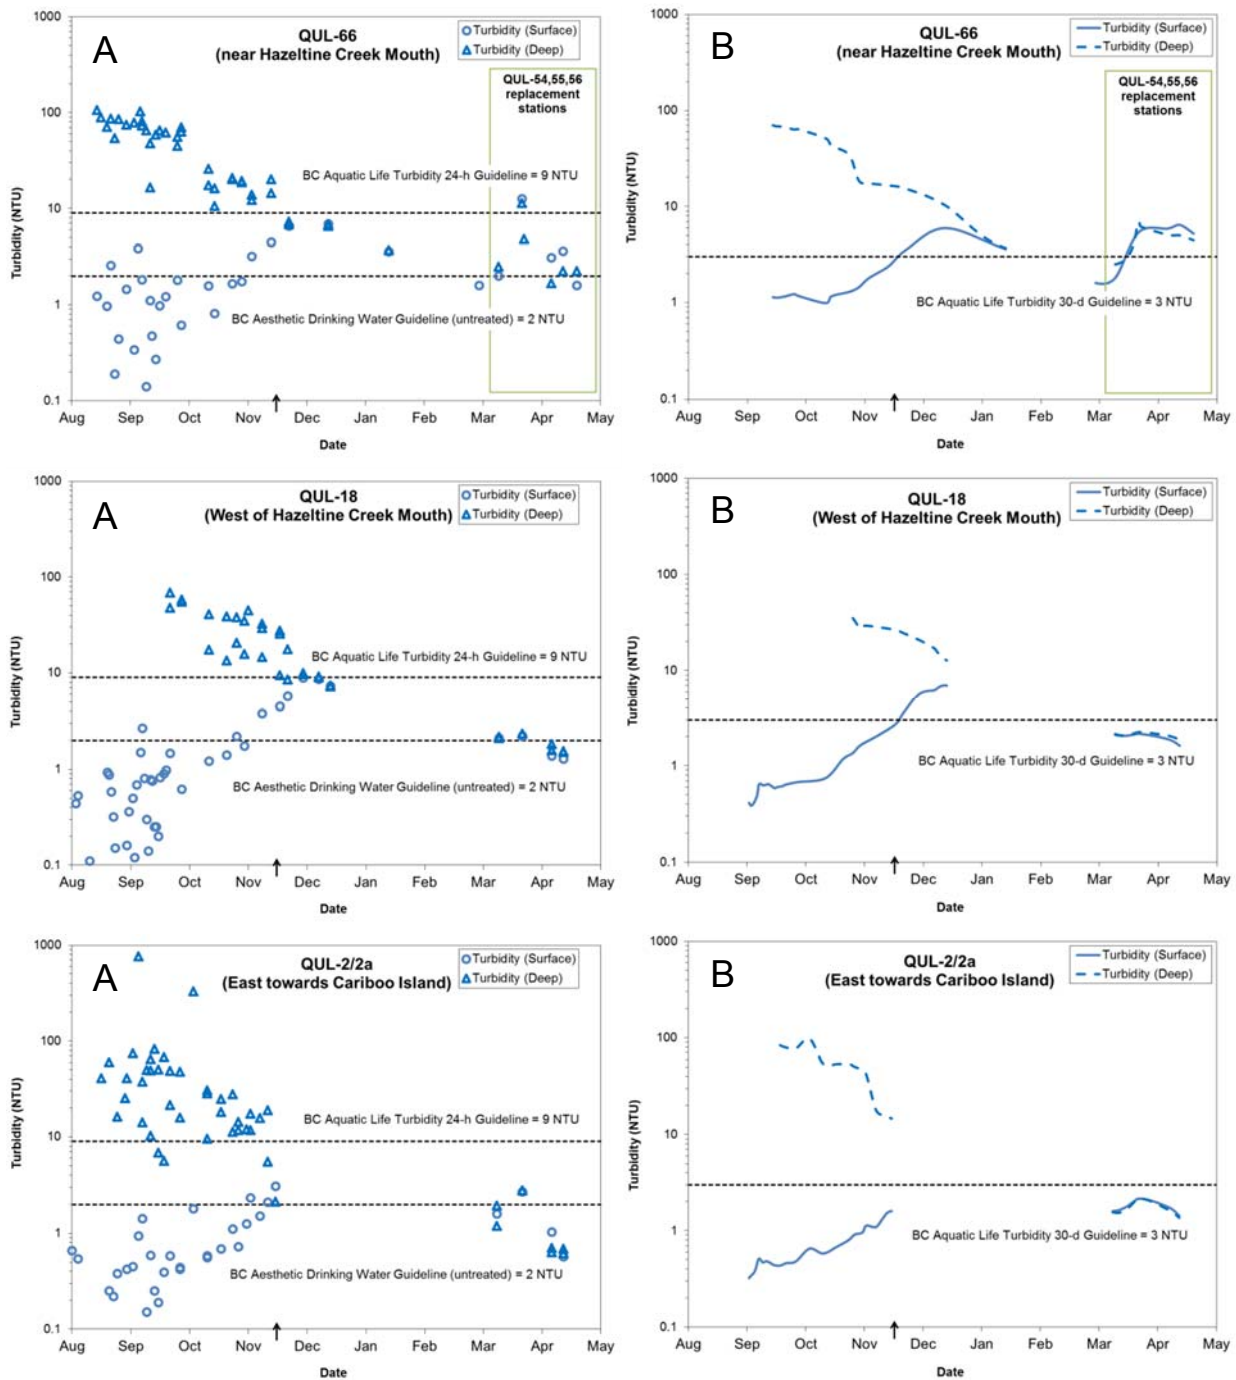 A
QUL-66
(near Hazeltine Creek Mouth)
Turbidity (Surface)
Turbidity (Deep)
QUL-54,55,56
replacement
stations
BC Aquatic Life Turbidity 24-h Guideline = 9 NTU
BC Aesthetic Drinking Water Guideline (untreated) = 2 NTU
Turbidity (NTU)
1000
100
10
1
0.1
Aug Sep Oct Nov Dec Jan Feb Mar Apr May
Date
B
QUL-66
(near Hazeltine Creek Mouth)
Turbidity (Surface)
Turbidity (Deep)
QUL-54,55,56
replacement
stations
BC Aquatic Life Turbidity 30-d Guideline = 3 NTU
Turbidity (NTU)
1000
100
10
1
0.1
Aug Sep Oct Nov Dec Jan Feb Mar Apr May
Date
A
QUL-18
(West of Hazeltine Creek Mouth)
Turbidity (Surface)
Turbidity (Deep)
BC Aquatic Life Turbidity 24-h Guideline = 9 NTU
BC Aesthetic Drinking Water Guideline (untreated) = 2 NTU
Turbidity (NTU)
1000
100
10
1
0.1
Aug Sep Oct Nov Dec Jan Feb Mar Apr May
Date
B
QUL-18
(West of Hazeltine Creek Mouth)
Turbidity (Surface)
Turbidity (Deep)
BC Aquatic Life Turbidity 30-d Guideline = 3 NTU
Turbidity (NTU)
1000
100
10
1
0.1
Aug Sep Oct Nov Dec Jan Feb Mar Apr May
Date
A
QUL-2/2a
(East towards Cariboo Island)
Turbidity (Surface)
Turbidity (Deep)
BC Aquatic Life Turbidity 24-h Guideline = 9 NTU
BC Aesthetic Drinking Water Guideline (untreated) = 2 NTU
Turbidity (NTU)
1000
100
10
1
0.1
Aug Sep Oct Nov Dec Jan Feb Mar Apr May
Date
B
QUL-2/2a
(East towards Cariboo Island)
Turbidity (Surface)
Turbidity (Deep)
BC Aquatic Life Turbidity 30-d Guideline = 3 NTU
Turbidity (NTU)
1000
100
10
1
0.1
Aug Sep Oct Nov Dec Jan Feb Mar Apr May
Date